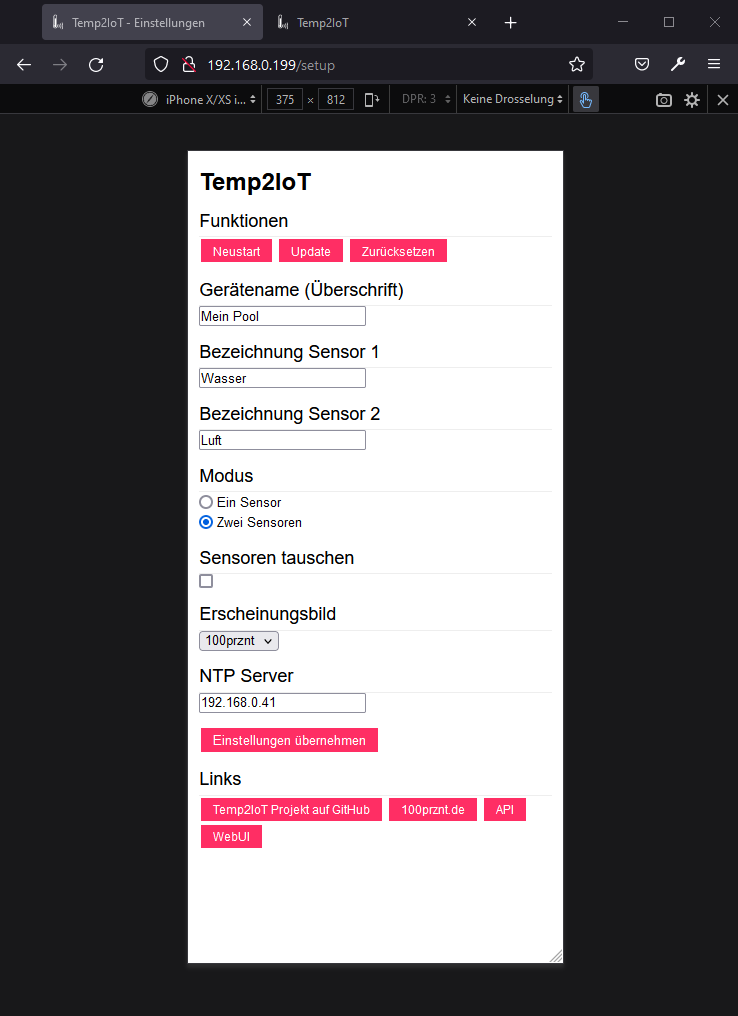 Temp2IoT - Einstellungen
Temp2IoT
192.168.0.199/setup
iPhone X/XS i... 375 × 812 DPR: 3 Keine Drosselung
Temp2IoT
Funktionen
Neustart Update Zurücksetzen
Gerätename (Überschrift)
Mein Pool
Bezeichnung Sensor 1
Wasser
Bezeichnung Sensor 2
Luft
Modus
Ein Sensor
Zwei Sensoren
Sensoren tauschen
Erscheinungsbild
100prznt
NTP Server
192.168.0.41
Einstellungen übernehmen
Links
Temp2IoT Projekt auf GitHub 100prznt.de API
WebUI